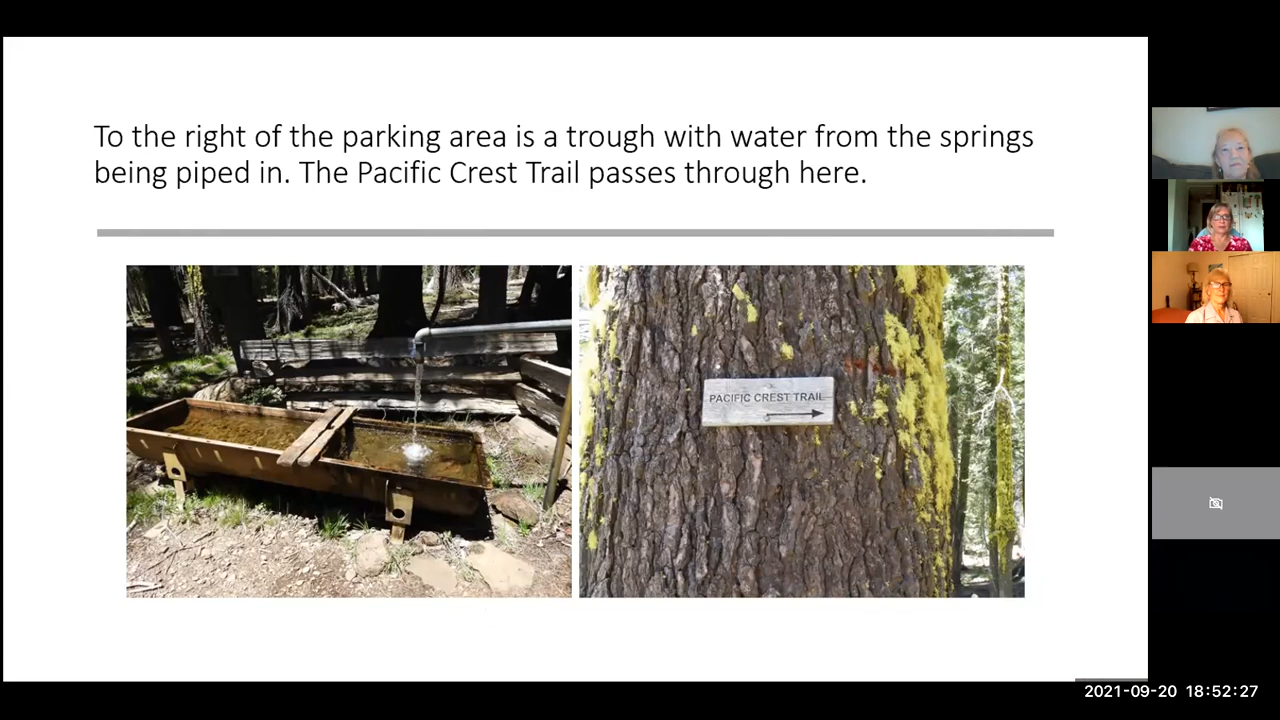 To the right of the parking area is a trough with water from the springs
being piped in. The Pacific Crest Trail passes through here.
PACIFIC CREST TRAIL
2021-09-20 18:52:27